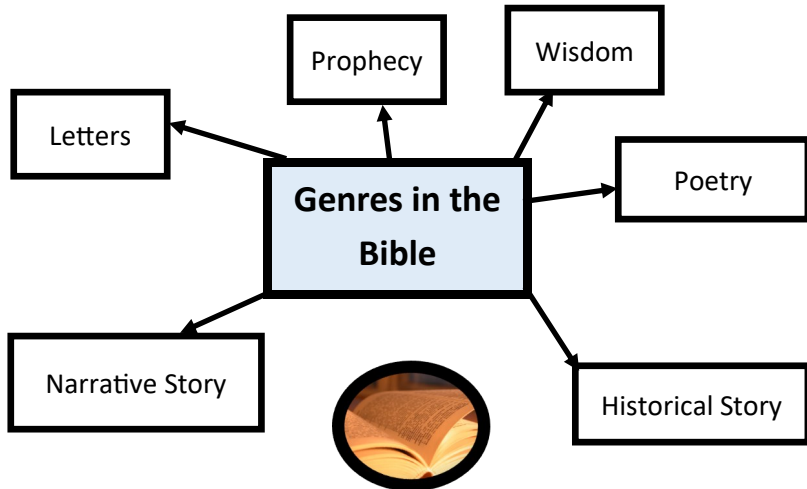 Prophecy
Wisdom
Letters
Poetry
Genres in the
Bible
Narrative Story
Historical Story